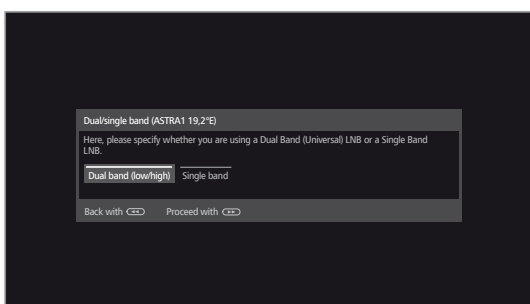 Dual/single band (ASTRA1 19,2°E)
Here, please specify whether you are using a Dual Band (Universal) LNB or a Single Band
LNB.
Dual band (low/high) Single band
Back with Proceed with